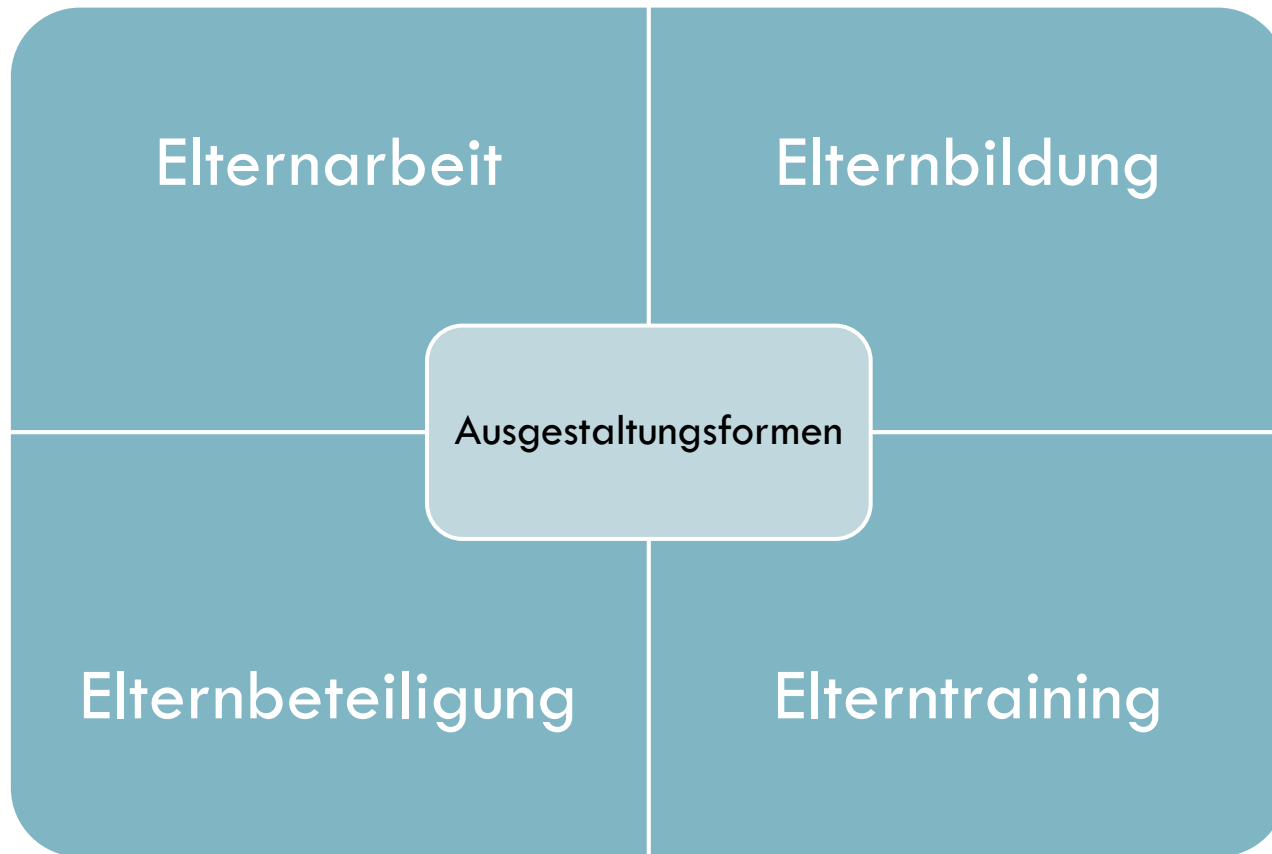 Elternarbeit
Elternbildung
Ausgestaltungsformen
Elternbeteiligung
Elterntraining